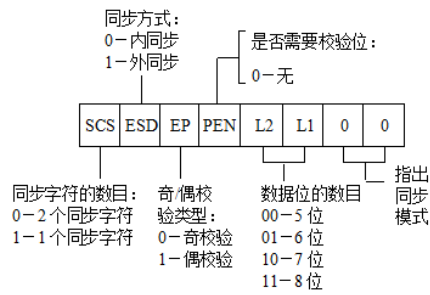 同步方式：
0－内同步
1－外同步
是否需要校验位：
0－无
SCS ESD EP PEN L2 L1 0 0
同步字符的数目：
0－2个同步字符
1－1个同步字符
奇/偶校
验类型：
0－奇校验
1－偶校验
数据位的数目
00－5位
01－6位
10－7位
11－8位
指出
同步
模式